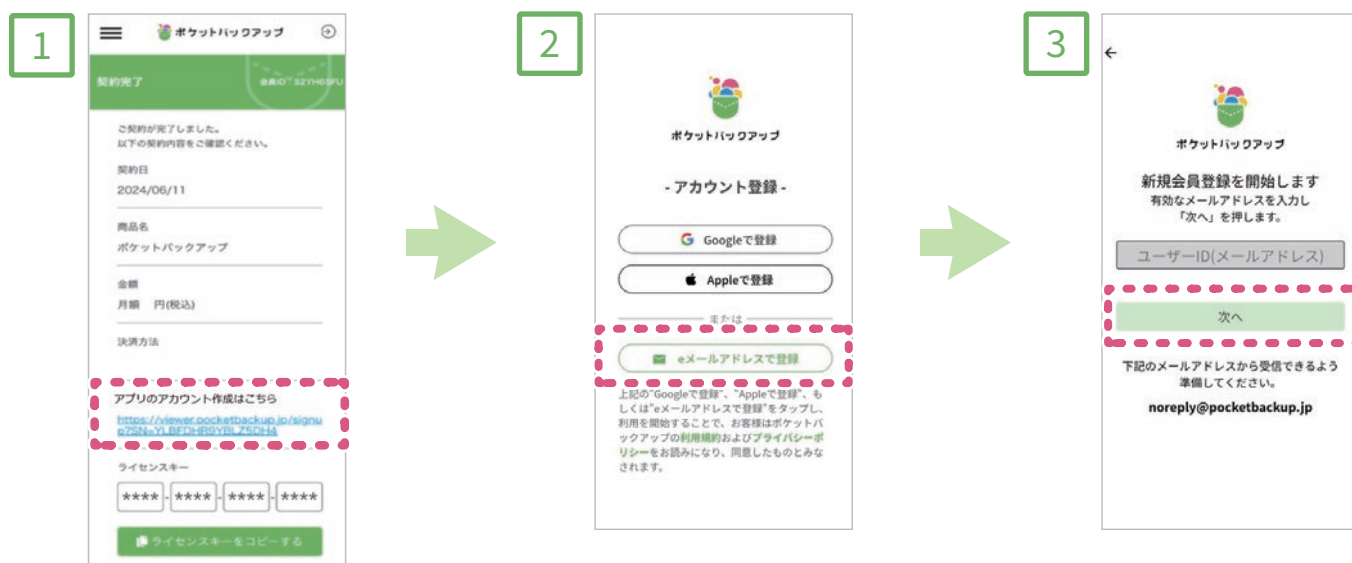 1
ポケットバックアップ
契約完了
会員ID:S2YH65FU
ご契約が完了しました。
以下の契約内容をご確認ください。
契約日
2024/06/11
商品名
ポケットバックアップ
金額
月額 円(税込)
決済方法
アプリのアカウント作成はこちら
https://viewer.pocketbackup.jp/signu
p?SN=YLBFDHR9YBLZ5DH4
ライセンスキー
****-****-****-****
ライセンスキーをコピーする
2
ポケットバックアップ
- アカウント登録 -
Googleで登録
Appleで登録
または
eメールアドレスで登録
上記の"Googleで登録"、"Appleで登録"、も
しくは"eメールアドレスで登録"をタップし、
利用を開始することで、お客様はポケットバ
ックアップの利用規約およびプライバシーポ
リシーをお読みになり、同意したものとみな
されます。
3
←
ポケットバックアップ
新規会員登録を開始します
有効なメールアドレスを入力し
「次へ」を押します。
ユーザーID(メールアドレス)
次へ
下記のメールアドレスから受信できるよう
準備してください。
noreply@pocketbackup.jp